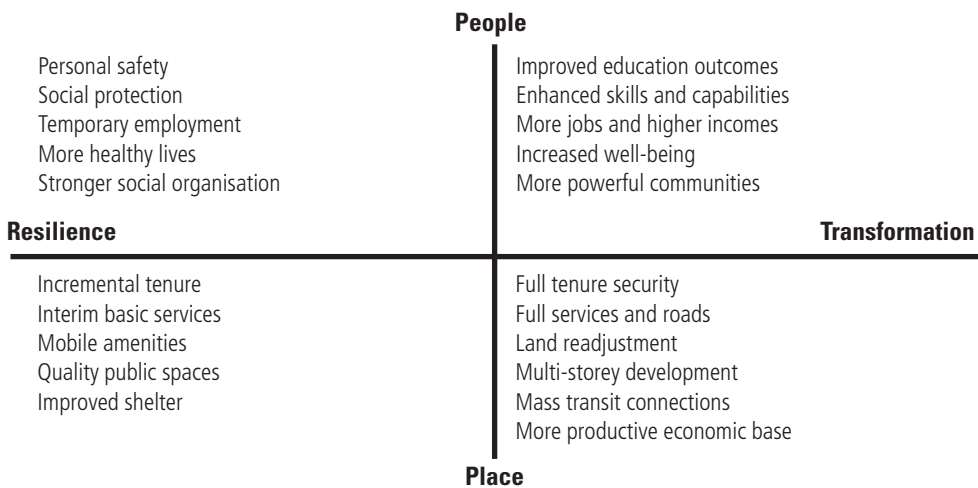 People
Personal safety
Social protection
Temporary employment
More healthy lives
Stronger social organisation
Improved education outcomes
Enhanced skills and capabilities
More jobs and higher incomes
Increased well-being
More powerful communities
Resilience
Transformation
Incremental tenure
Interim basic services
Mobile amenities
Quality public spaces
Improved shelter
Full tenure security
Full services and roads
Land readjustment
Multi-storey development
Mass transit connections
More productive economic base
Place